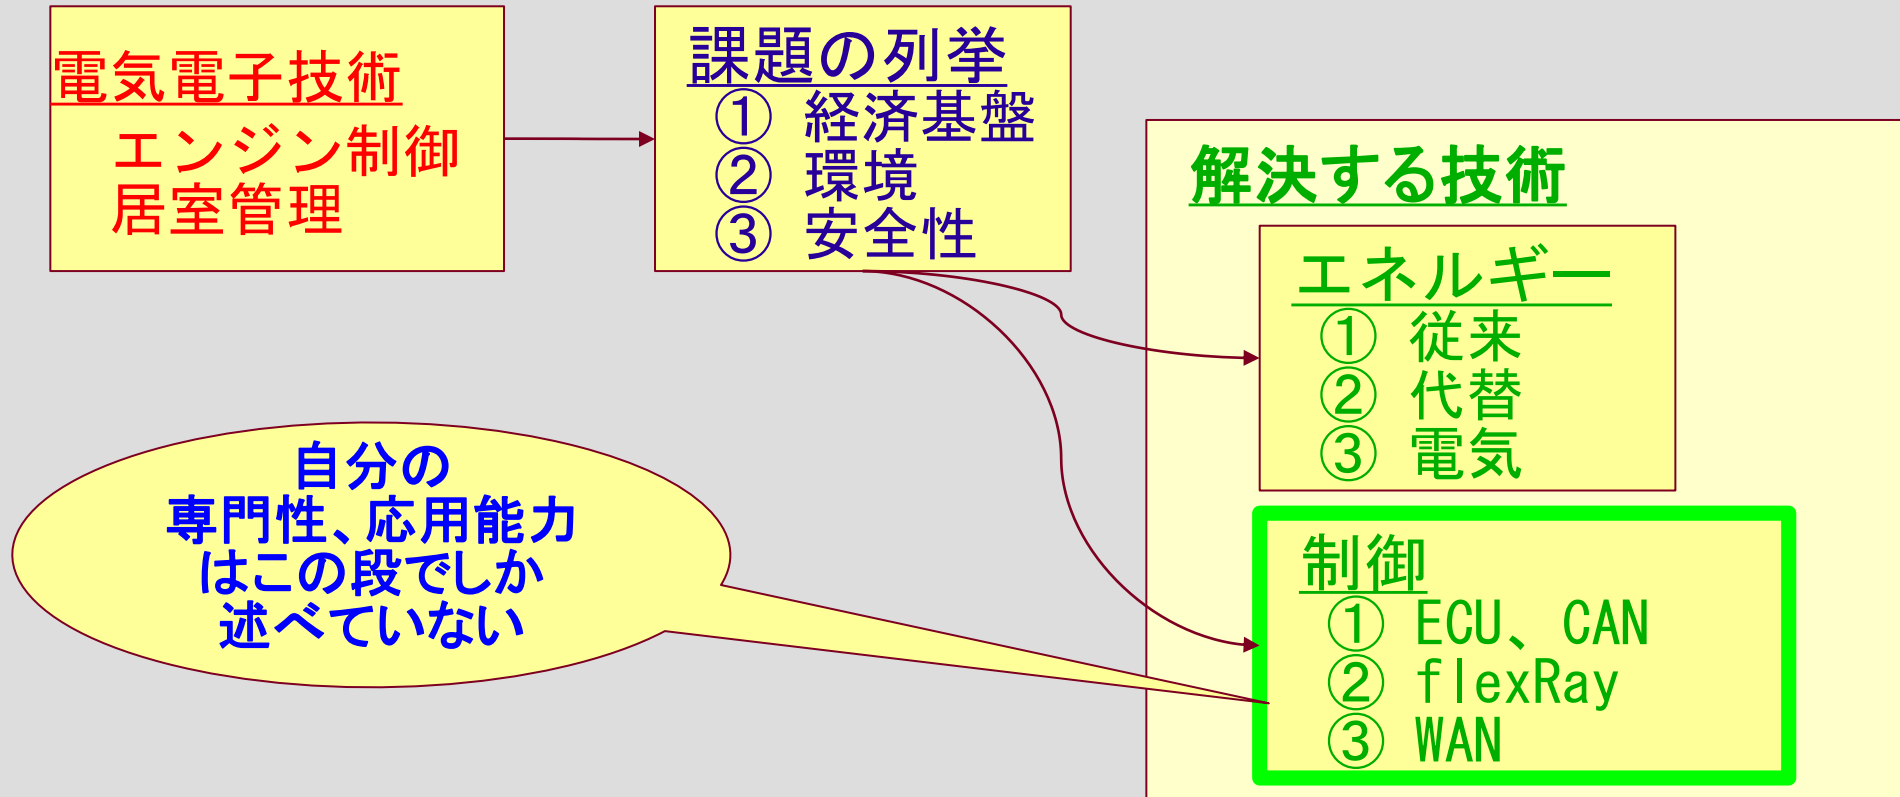 電気電子技術
エンジン制御
居室管理
課題の列挙
① 経済基盤
② 環境
③ 安全性
解決する技術
エネルギー
① 従来
② 代替
③ 電気
自分の
専門性、応用能力
はこの段でしか
述べていない
制御
① ECU、CAN
② flexRay
③ WAN